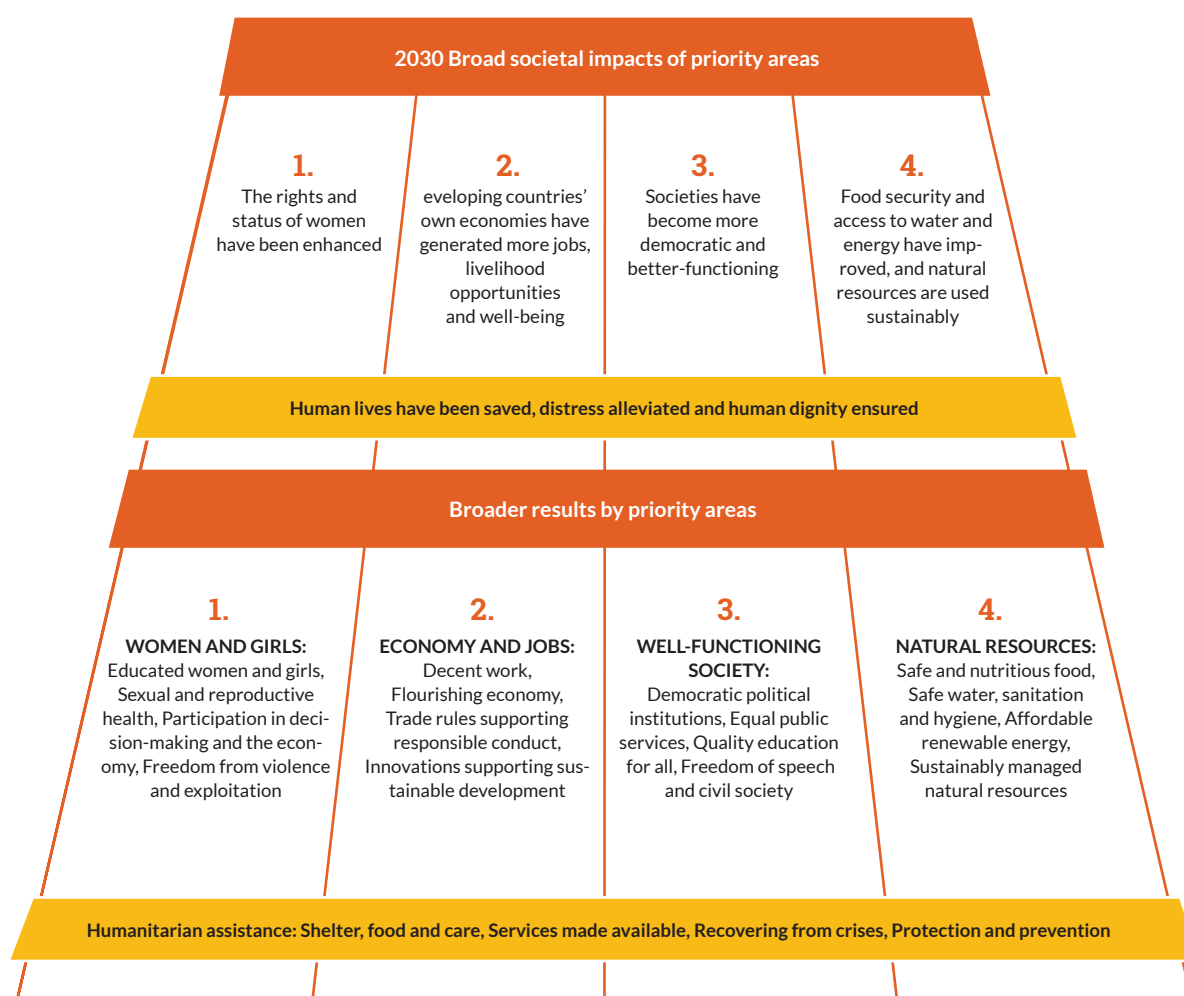 2030 Broad societal impacts of priority areas
1.
The rights and
status of women
have been enhanced
2.
eveloping countries’
own economies have
generated more jobs,
livelihood
opportunities
and well-being
3.
Societies have
become more
democratic and
better-functioning
4.
Food security and
access to water and
energy have imp-
roved, and natural
resources are used
sustainably
Human lives have been saved, distress alleviated and human dignity ensured
Broader results by priority areas
1.
WOMEN AND GIRLS:
Educated women and girls,
Sexual and reproductive
health, Participation in deci-
sion-making and the econ-
omy, Freedom from violence
and exploitation
2.
ECONOMY AND JOBS:
Decent work,
Flourishing economy,
Trade rules supporting
responsible conduct,
Innovations supporting sus-
tainable development
3.
WELL-FUNCTIONING
SOCIETY:
Democratic political
institutions, Equal public
services, Quality education
for all, Freedom of speech
and civil society
4.
NATURAL RESOURCES:
Safe and nutritious food,
Safe water, sanitation
and hygiene, Affordable
renewable energy,
Sustainably managed
natural resources
Humanitarian assistance: Shelter, food and care, Services made available, Recovering from crises, Protection and prevention